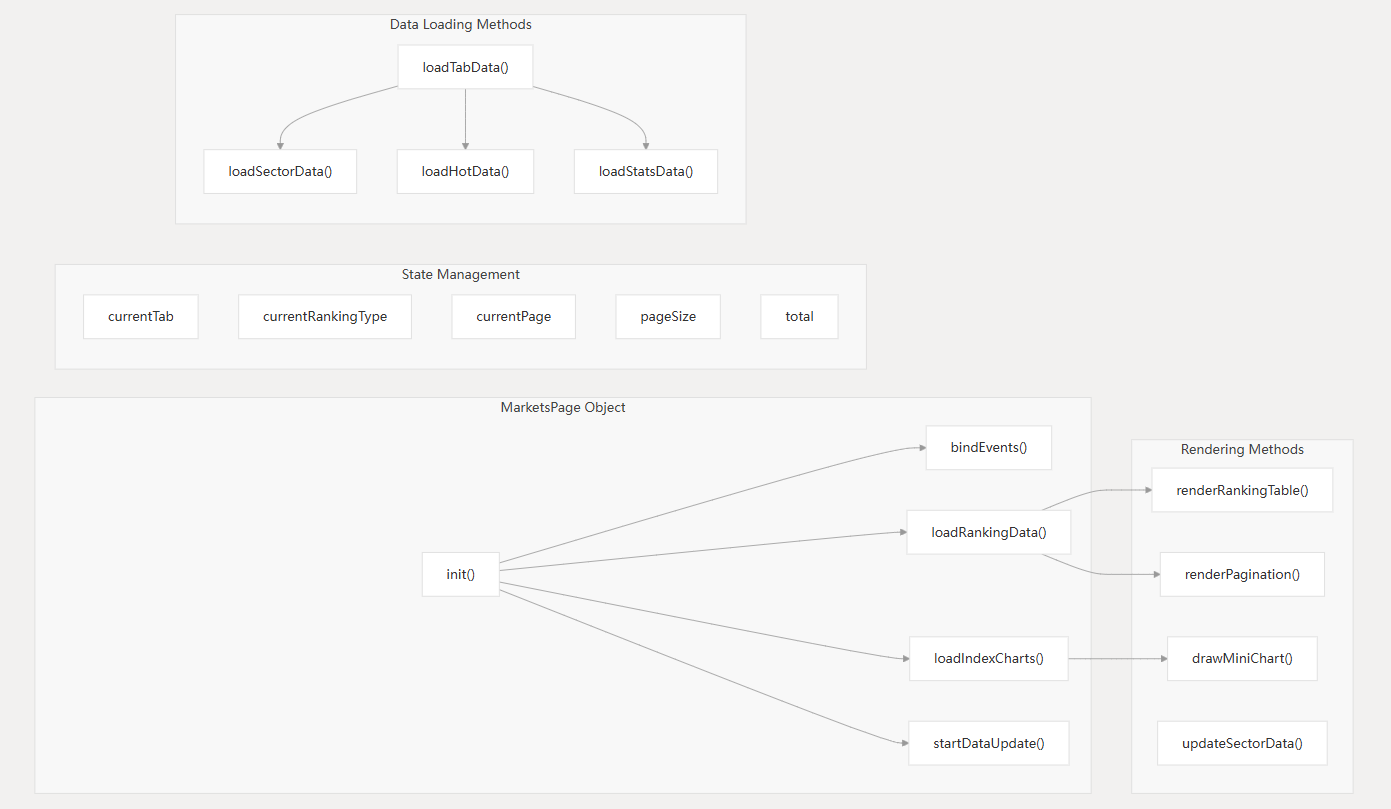 Data Loading Methods
loadTabData()
loadSectorData()
loadHotData()
loadStatsData()
State Management
currentTab
currentRankingType
currentPage
pageSize
total
MarketsPage Object
init()
bindEvents()
loadRankingData()
loadIndexCharts()
startDataUpdate()
Rendering Methods
renderRankingTable()
renderPagination()
drawMiniChart()
updateSectorData()